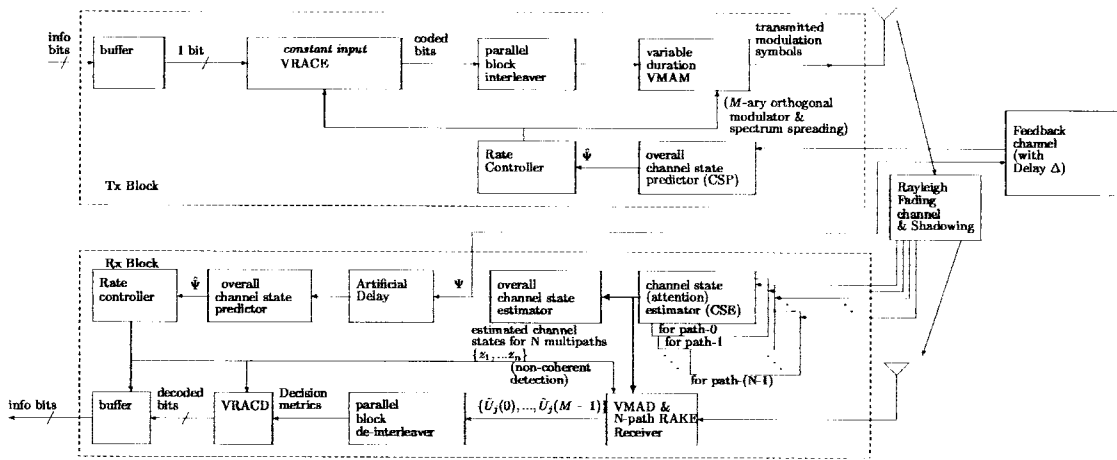 info
bits
buffer
1 bit
constant input
VRACE
coded
bits
parallel
block
interleaver
variable
duration
VMAM
transmitted
modulation
symbols
(M-ary orthogonal
modulator &
spectrum spreading)
Feedback
channel
(with
Delay Δ)
Rate
Controller
Ψ̂
overall
channel state
predictor (CSP)
Tx Block
Rayleigh
Fading
channel
& Shadowing
Rx Block
Rate
controller
Ψ̂
overall
channel state
predictor
Artificial
Delay
Ψ
overall
channel state
estimator
channel state
(attention)
estimator (CSE)
for path-0
for path-1
for path-(N-1)
estimated channel
states for N multipaths
{z₁, ...zₙ}
(non-coherent
detection)
info bits
buffer
decoded
bits
VRACD
Decision
metrics
parallel
block
de-interleaver
{Ũⱼ(0), ..., Ũⱼ(M - 1)}
VMAD &
N-path RAKE
Receiver